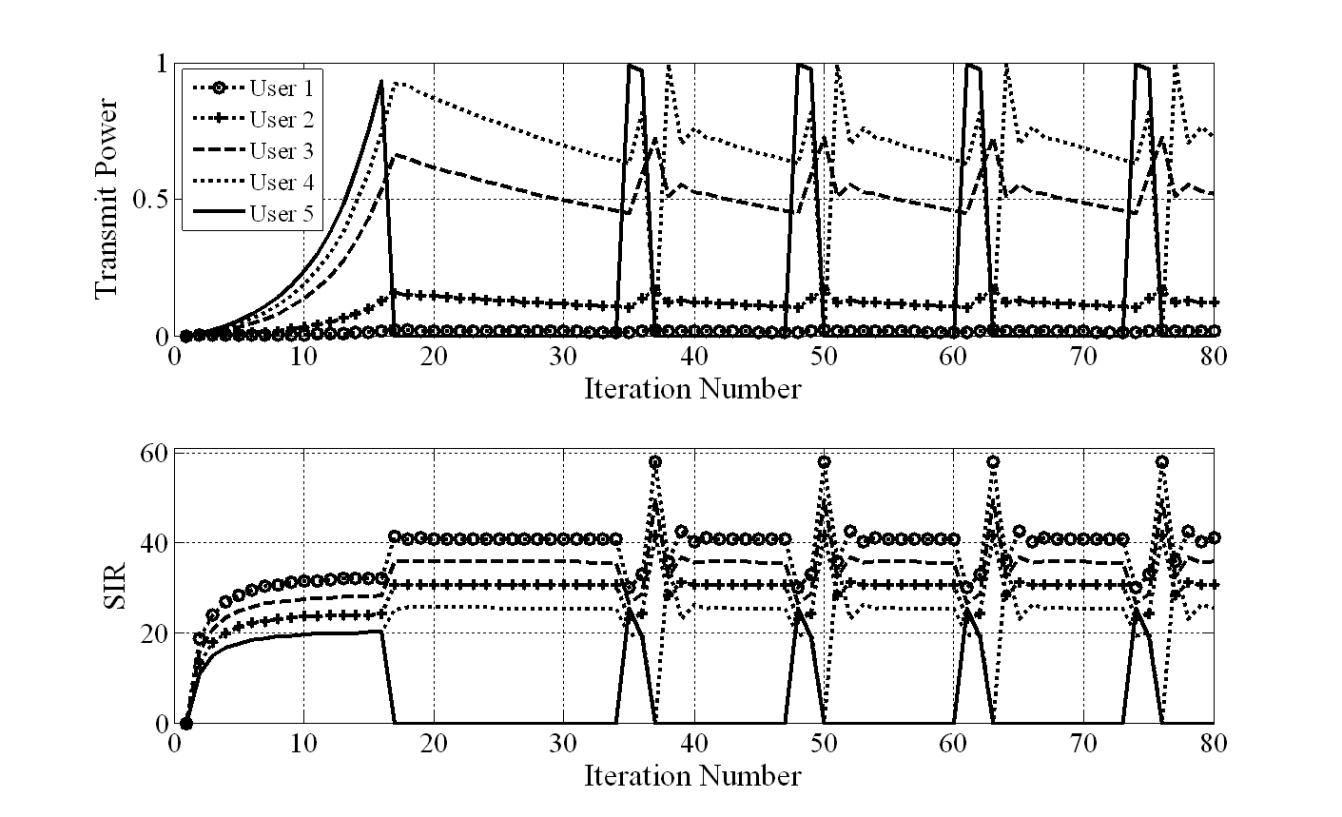 Transmit Power
1
0.5
0
User 1
User 2
User 3
User 4
User 5
0 10 20 30 40 50 60 70 80
Iteration Number
SIR
60
40
20
0
0 10 20 30 40 50 60 70 80
Iteration Number